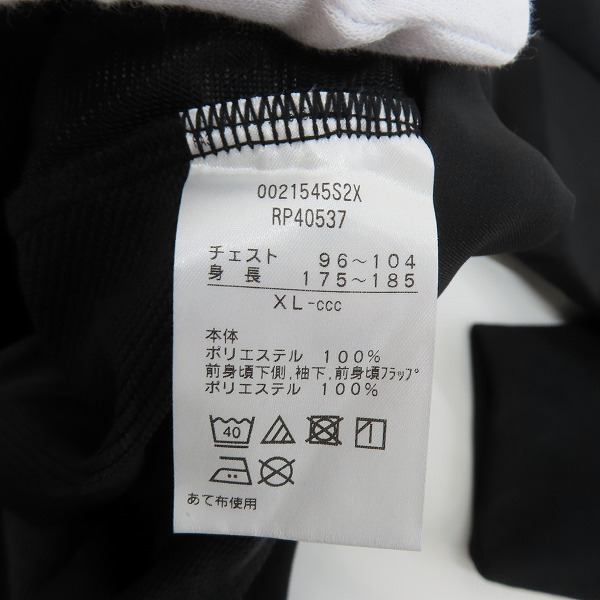 0021545S2X
RP40537
チェスト 96～104
身長 175～185
XL-ccc
本体
ポリエステル 100%
前身頃下側,袖下,前身頃ﾌﾗｯﾌﾟ
ポリエステル 100%
40
あて布使用